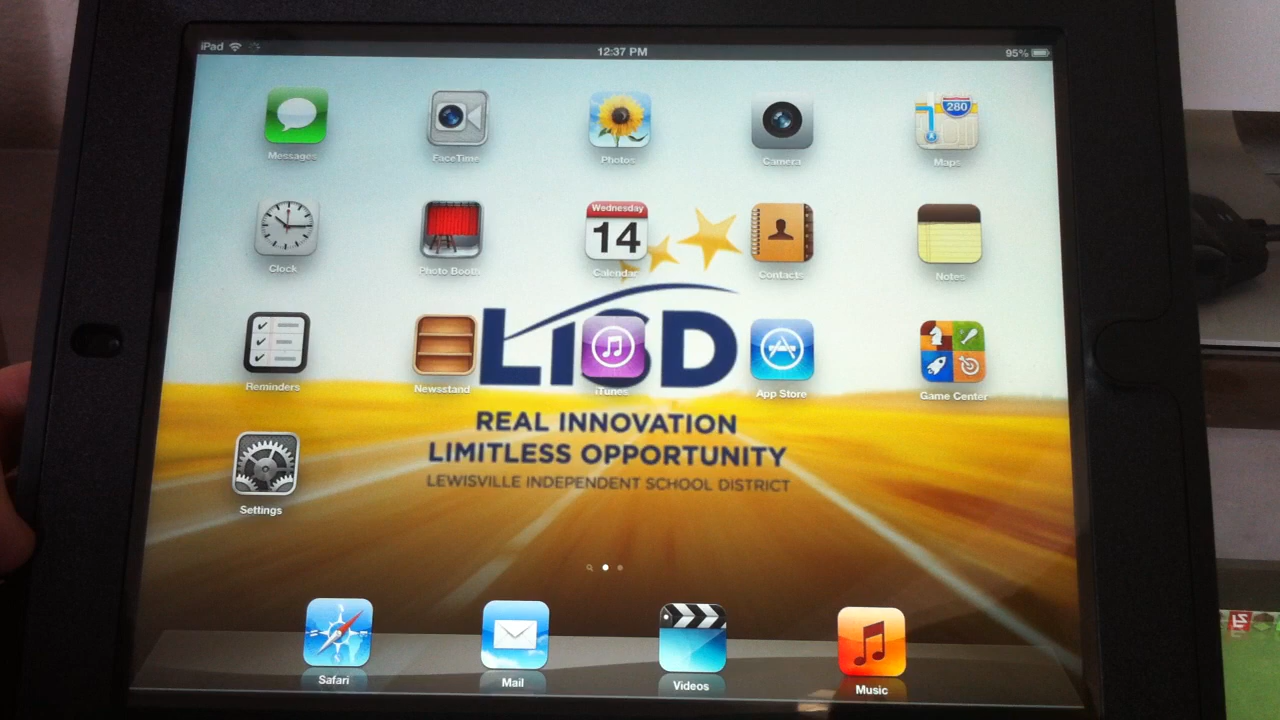 iPad 12:37 PM 95%
280
Messages FaceTime Photos Camera Maps
Wednesday
14
Clock Photo Booth Calendar Contacts Notes
LISD
Reminders Newsstand iTunes App Store Game Center
REAL INNOVATION
LIMITLESS OPPORTUNITY
LEWISVILLE INDEPENDENT SCHOOL DISTRICT
Settings
Safari Mail Videos Music